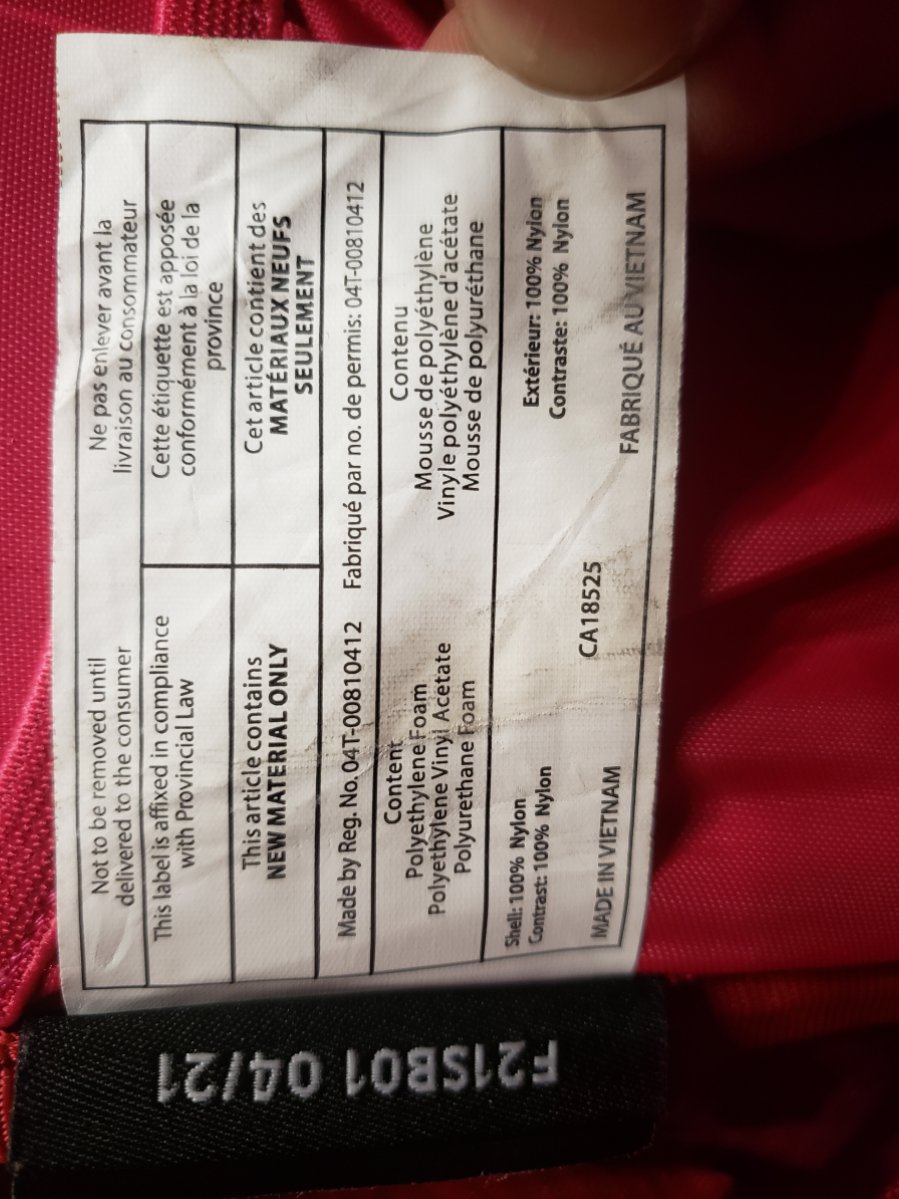 Not to be removed until
delivered to the consumer
Ne pas enlever avant la
livraison au consommateur
This label is affixed in compliance
with Provincial Law
Cette étiquette est apposée
conformément à la loi de la
province
This article contains
NEW MATERIAL ONLY
Cet article contient des
MATÉRIAUX NEUFS
SEULEMENT
Made by Reg. No. 04T-00810412
Fabriqué par no. de permis: 04T-00810412
Content
Polyethylene Foam
Polyethylene Vinyl Acetate
Polyurethane Foam
Contenu
Mousse de polyéthylène
Vinyle polyéthylène d'acétate
Mousse de polyuréthane
Shell: 100% Nylon
Contrast: 100% Nylon
Extérieur: 100% Nylon
Contraste: 100% Nylon
CA18525
MADE IN VIETNAM
FABRIQUÉ AU VIETNAM
F21SB01 04/21